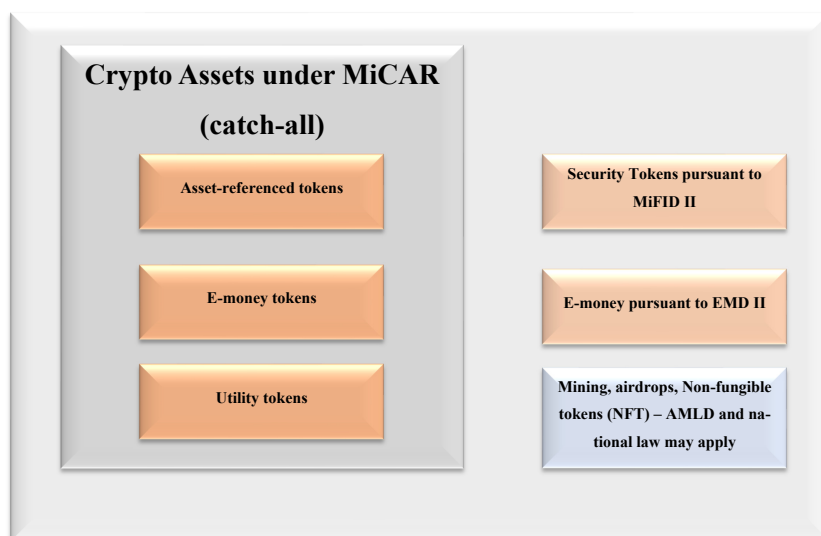 Crypto Assets under MiCAR
(catch-all)
Asset-referenced tokens
E-money tokens
Utility tokens
Security Tokens pursuant to
MiFID II
E-money pursuant to EMD II
Mining, airdrops, Non-fungible
tokens (NFT) – AMLD and na-
tional law may apply